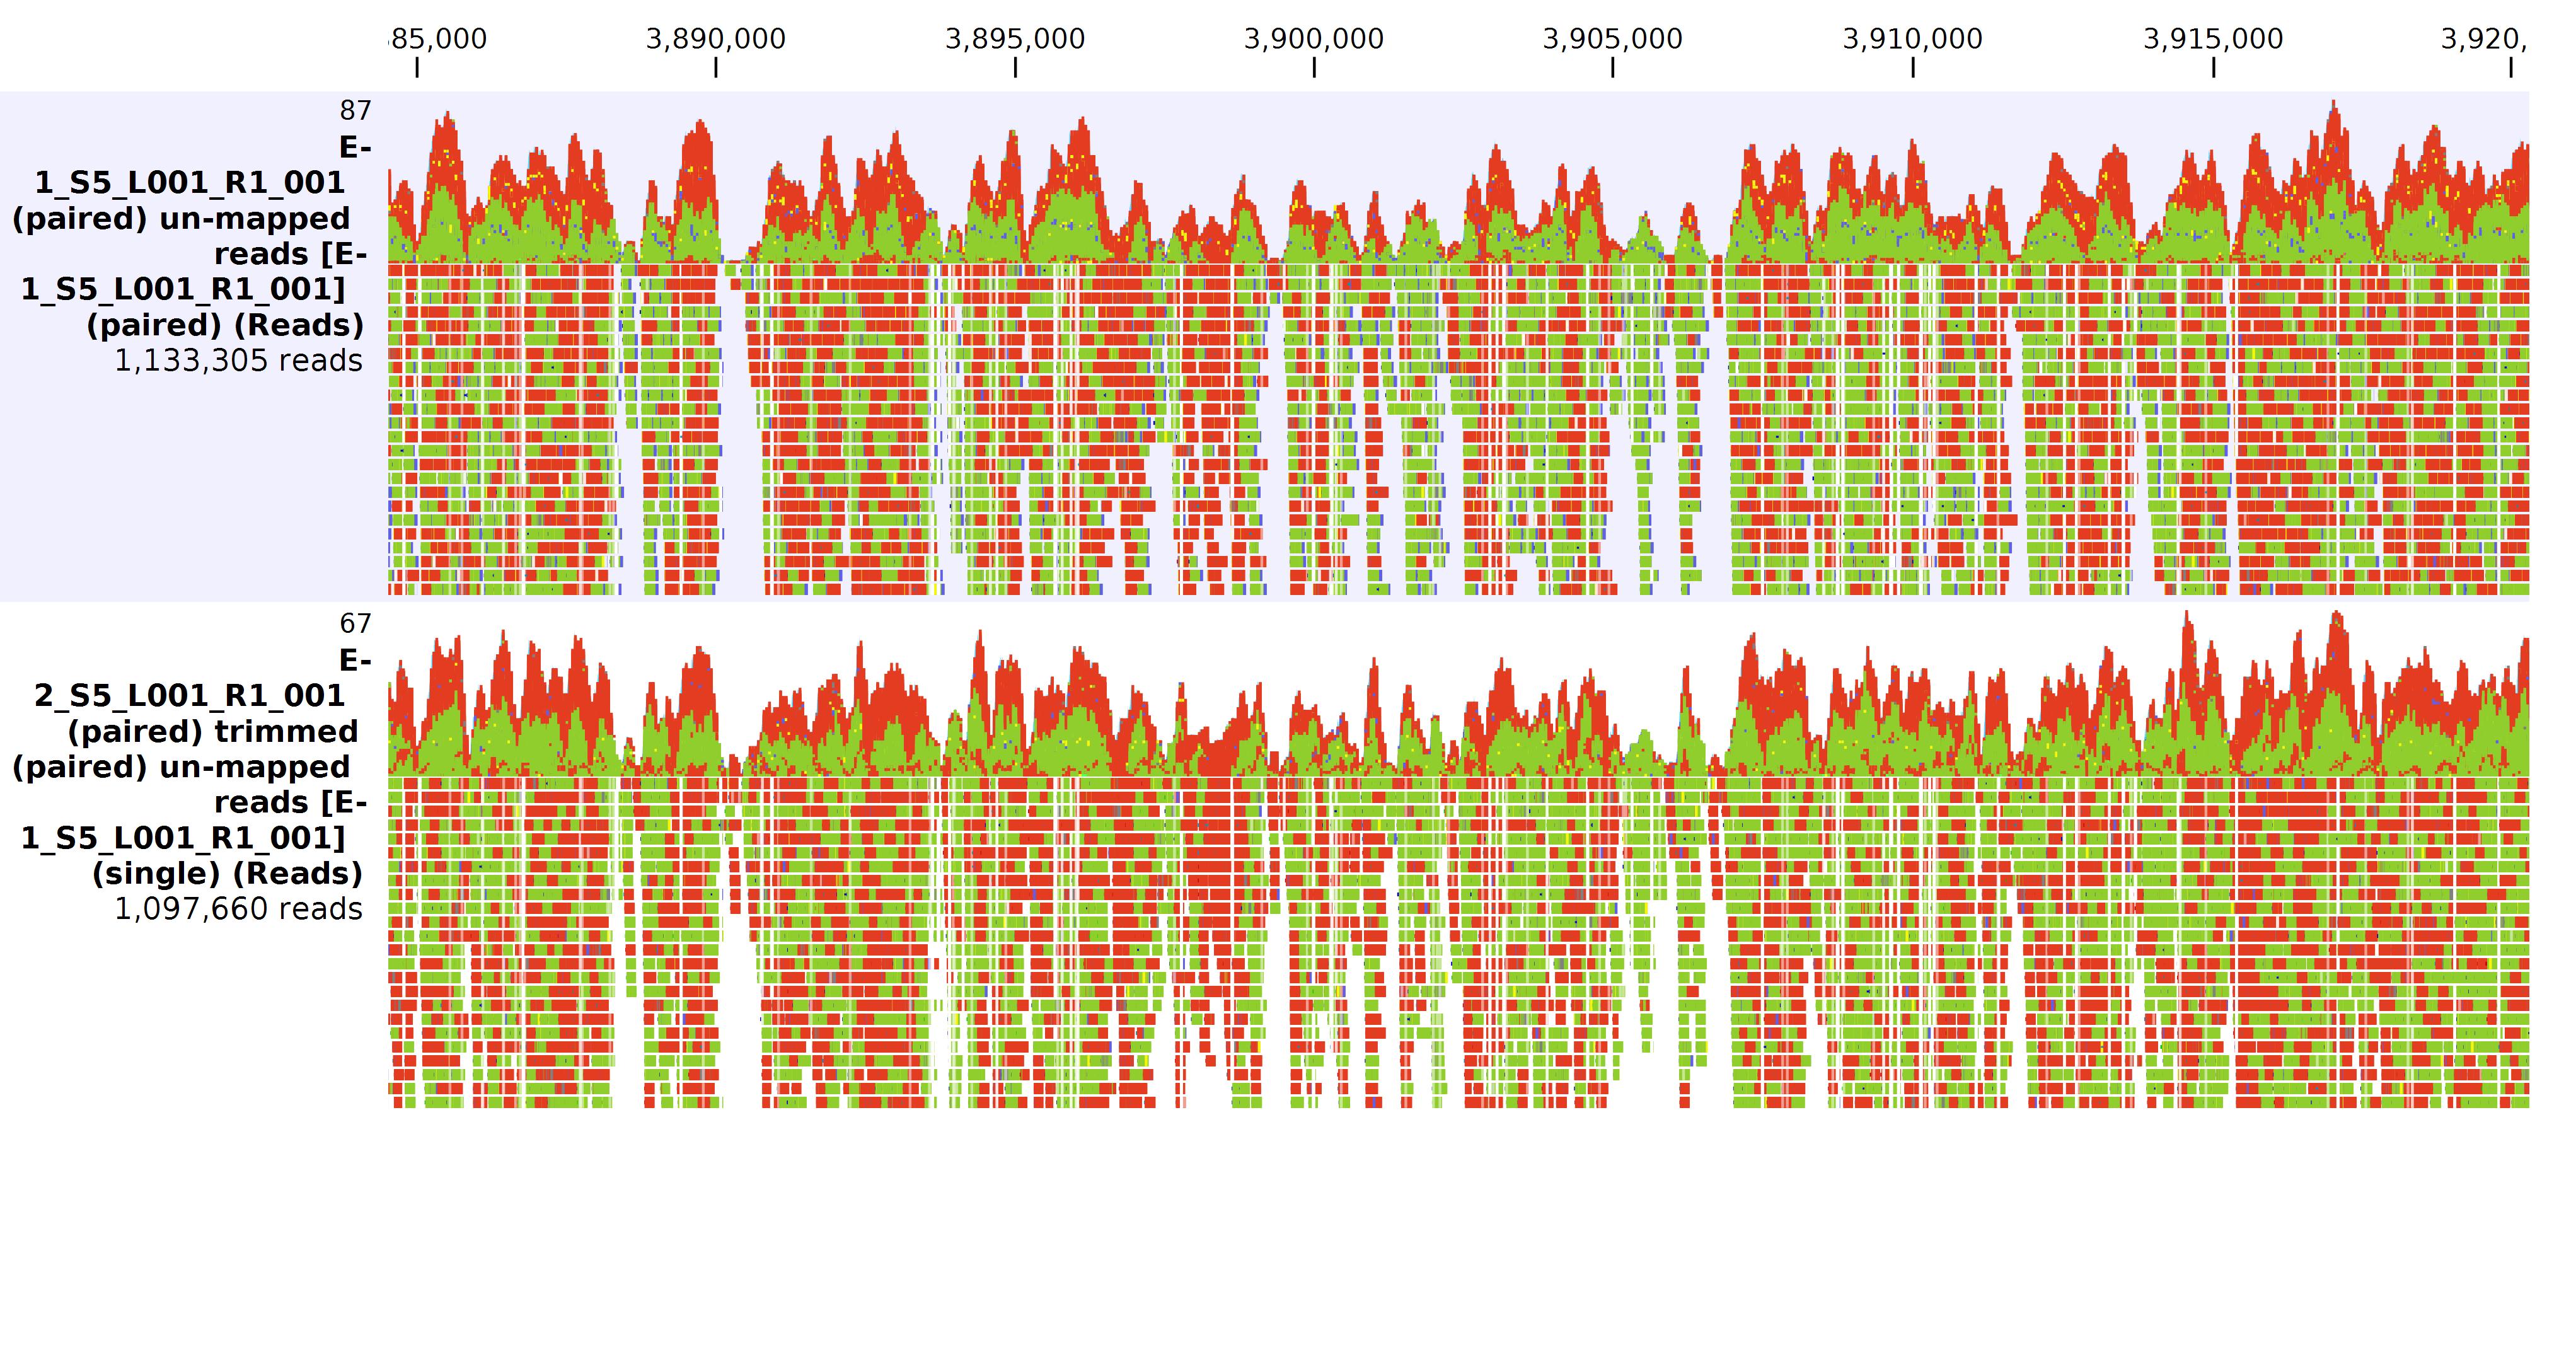 85,000 3,890,000 3,895,000 3,900,000 3,905,000 3,910,000 3,915,000 3,920,
87
E-
1_S5_L001_R1_001
(paired) un-mapped
reads [E-
1_S5_L001_R1_001]
(paired) (Reads)
1,133,305 reads
67
E-
2_S5_L001_R1_001
(paired) trimmed
(paired) un-mapped
reads [E-
1_S5_L001_R1_001]
(single) (Reads)
1,097,660 reads